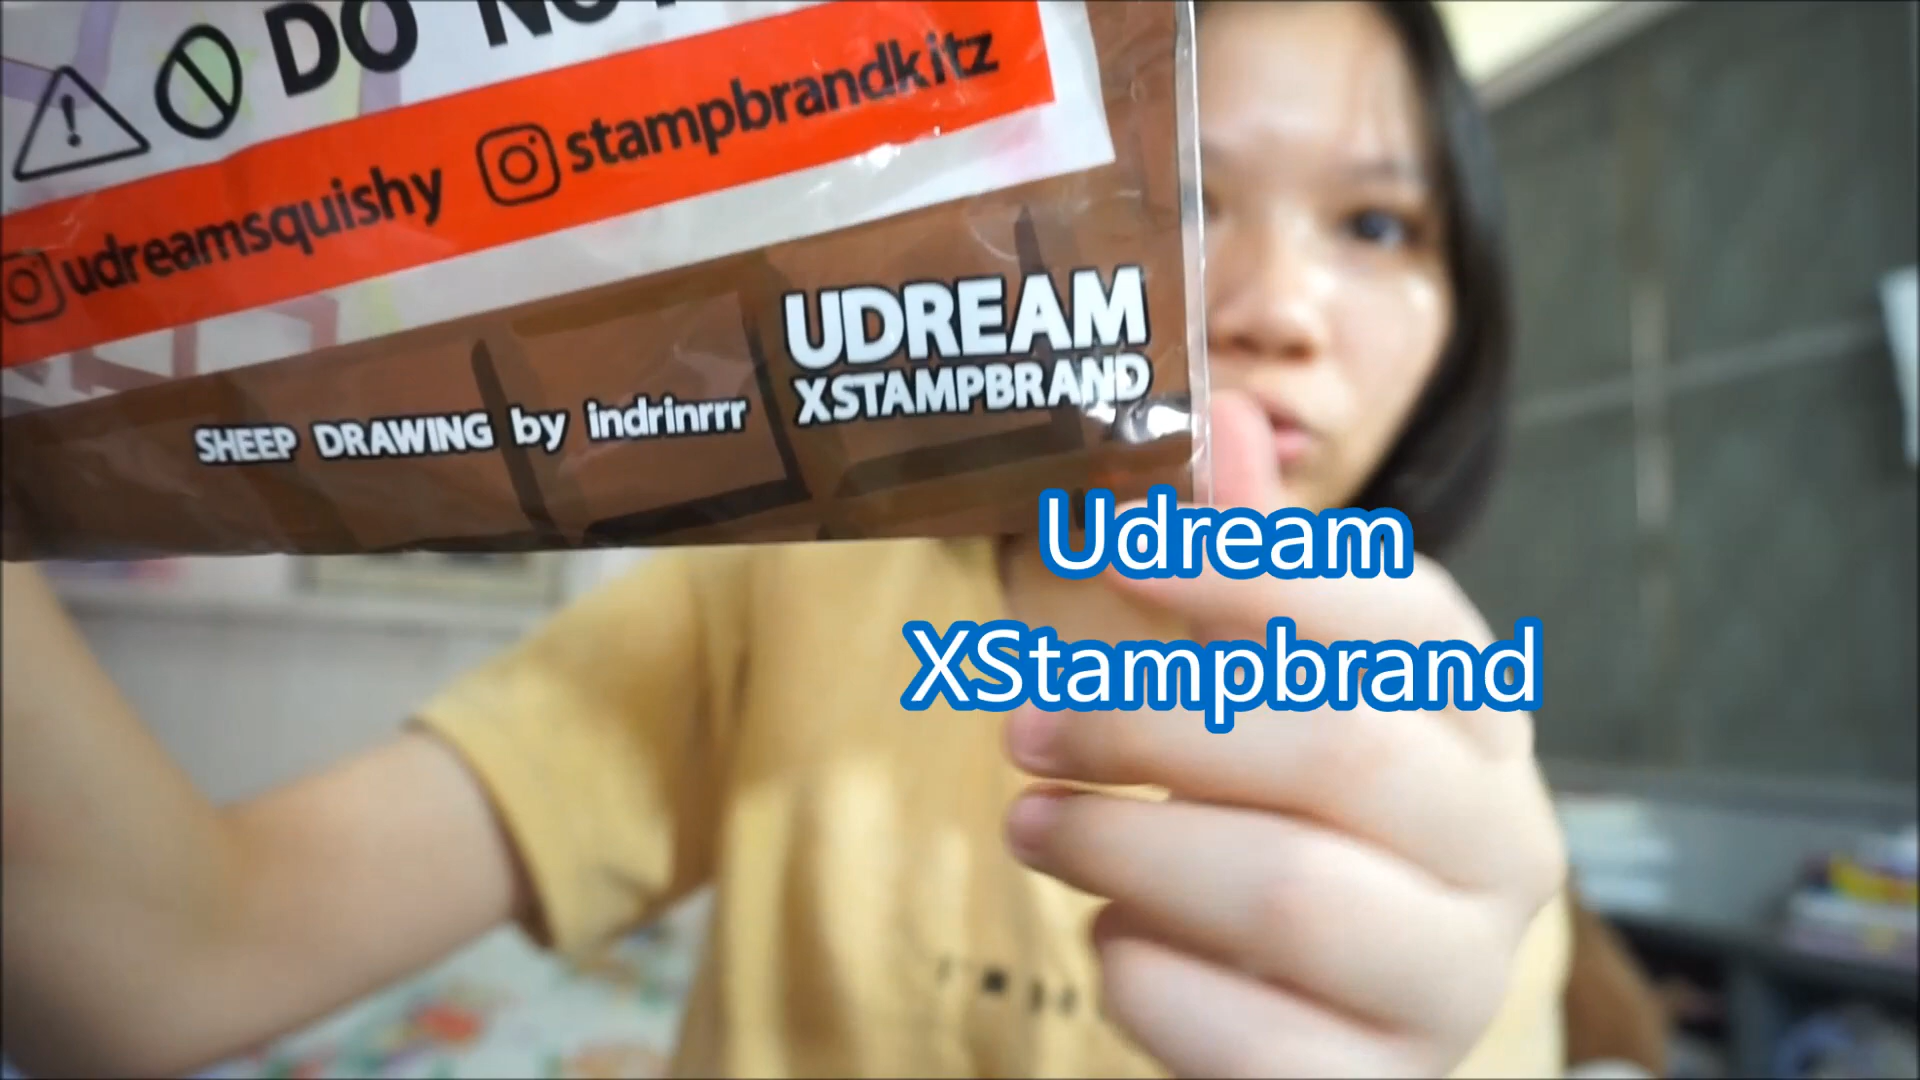 DO
stampbrandkitz
udreamsquishy
UDREAM
XSTAMPBRAND
SHEEP DRAWING by indrinrrr
Udream
XStampbrand